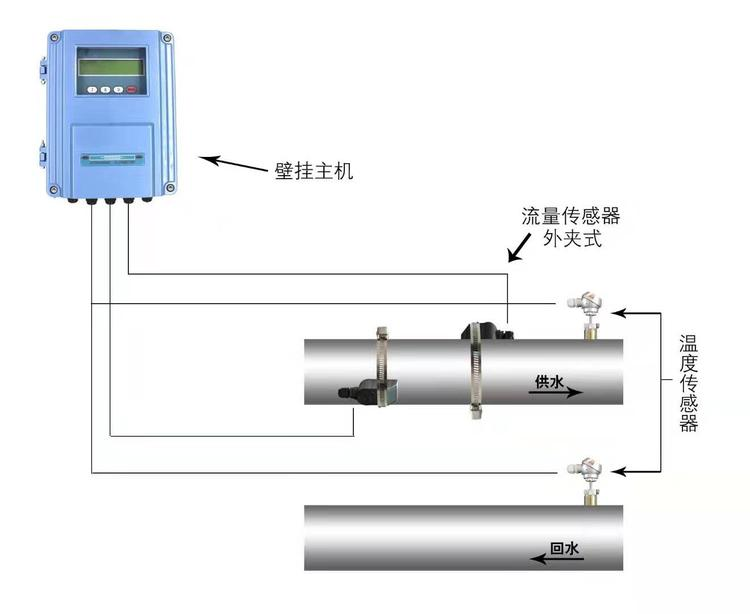 壁挂主机
流量传感器
外夹式
温度传感器
供水
回水